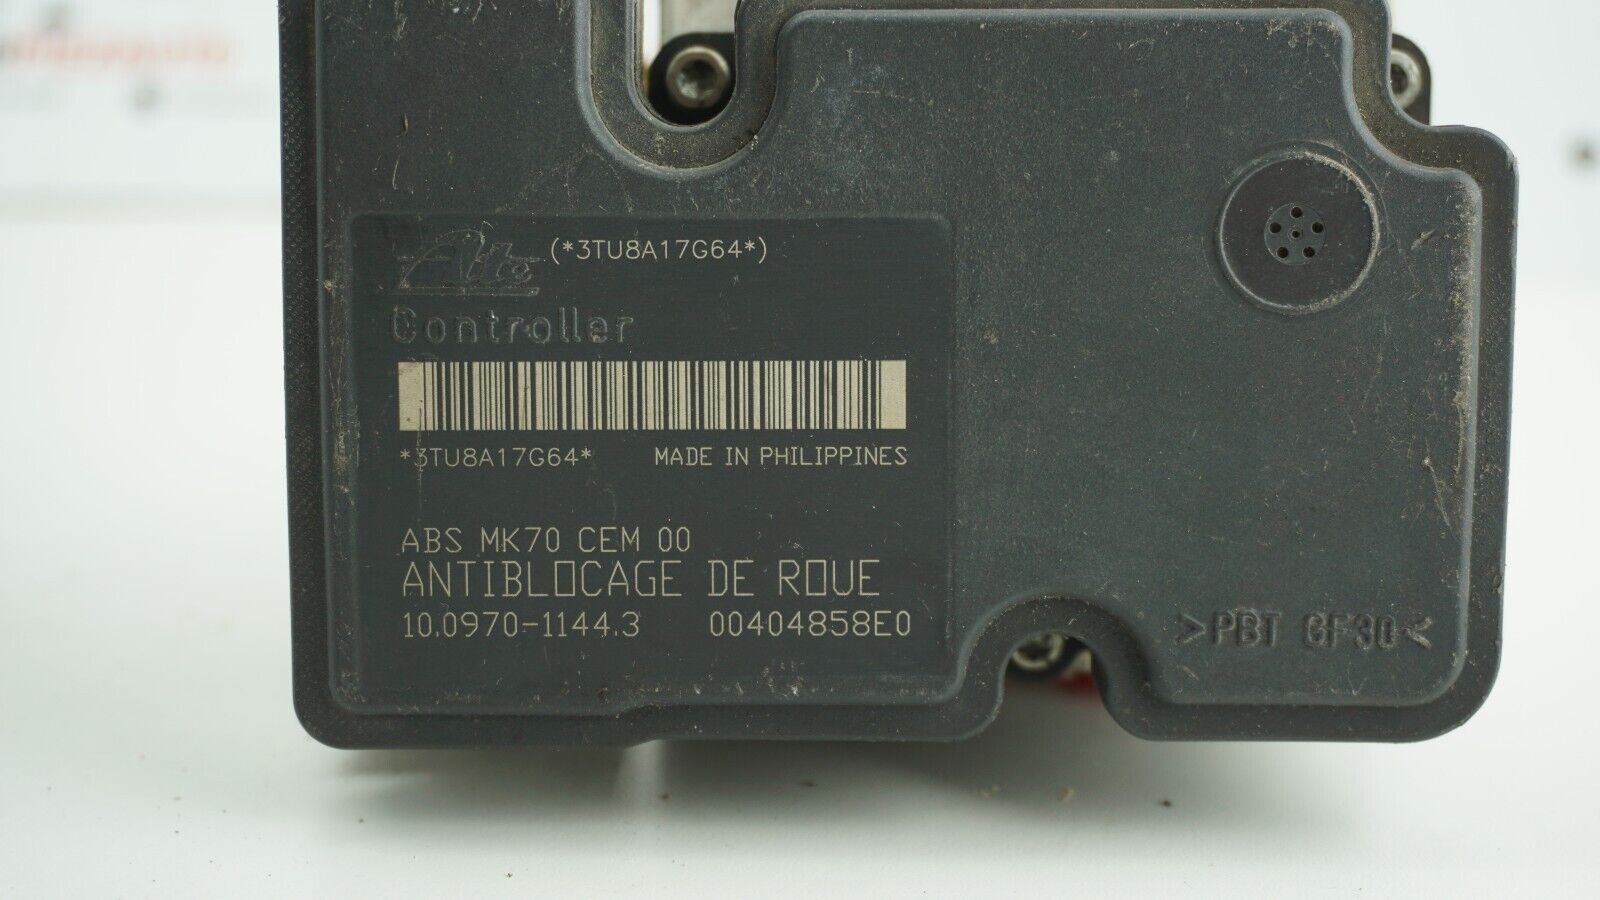 Ate (*3TU8A17G64*)
Controller
*3TU8A17G64* MADE IN PHILIPPINES
ABS MK70 CEM 00
ANTIBLOCAGE DE ROUE
10.0970-1144.3 00404858E0
>PBT GF30<